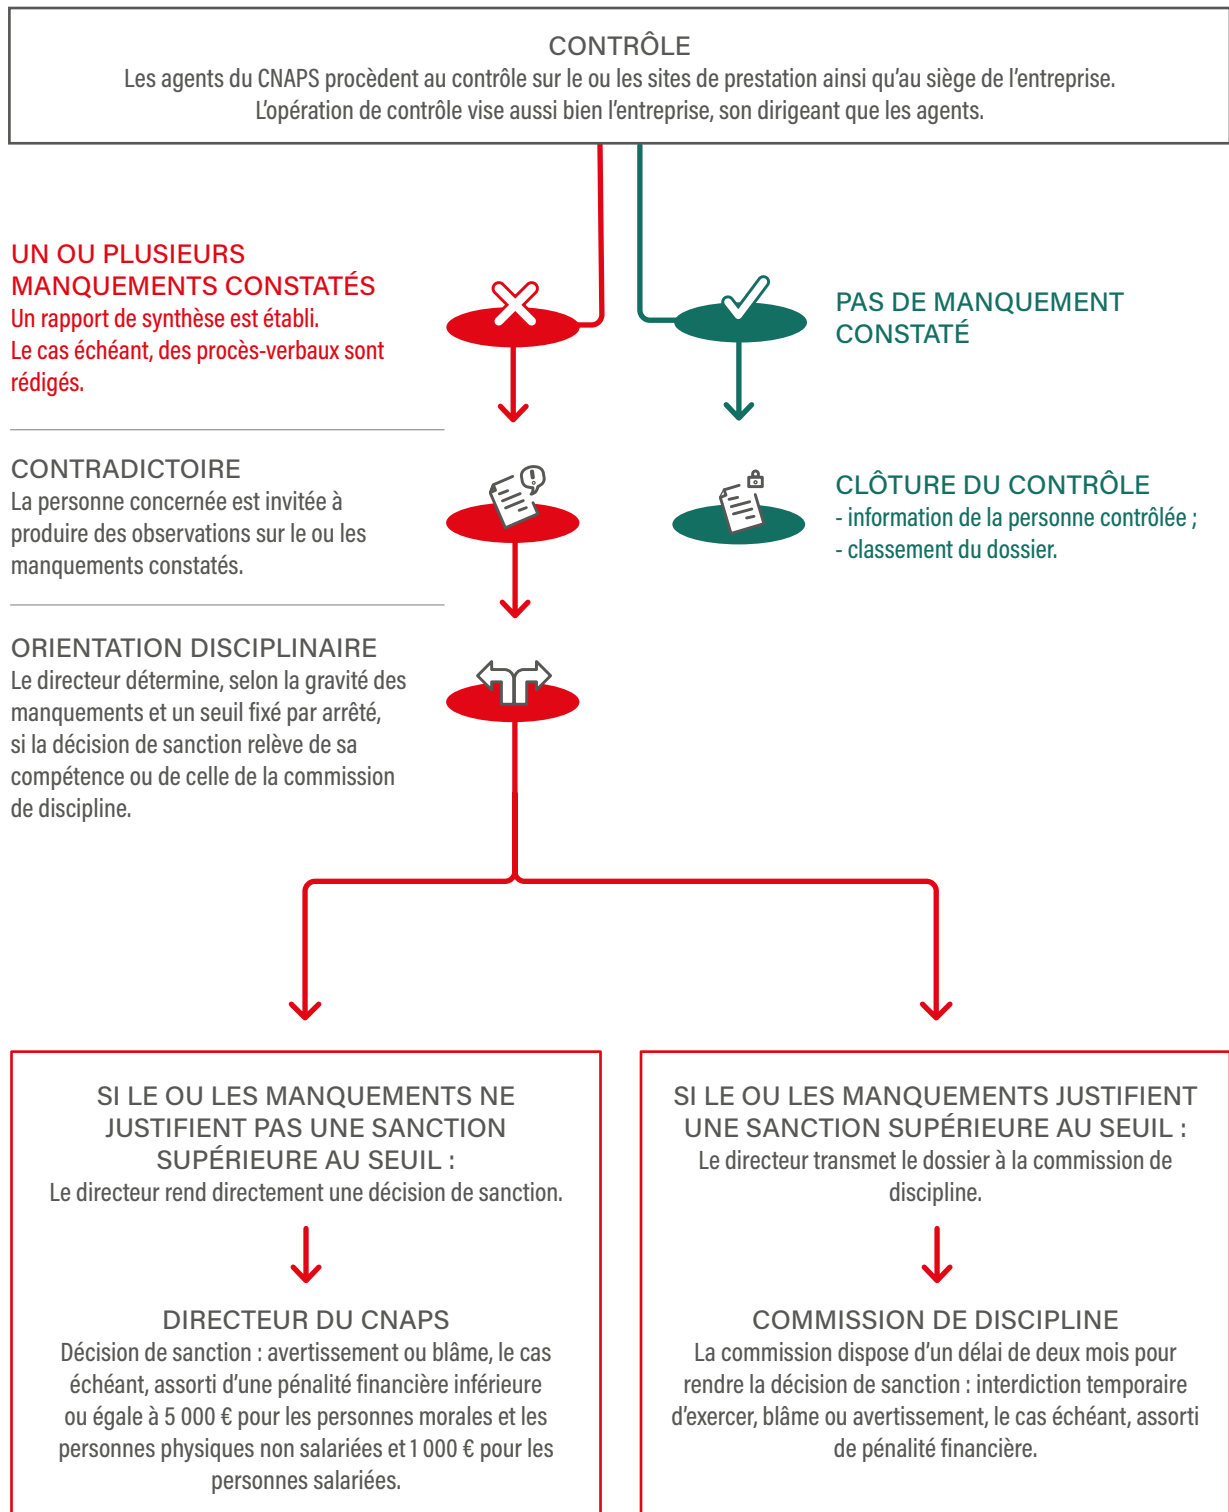 CONTRÔLE
Les agents du CNAPS procèdent au contrôle sur le ou les sites de prestation ainsi qu'au siège de l'entreprise.
L'opération de contrôle vise aussi bien l'entreprise, son dirigeant que les agents.
UN OU PLUSIEURS
MANQUEMENTS CONSTATÉS
Un rapport de synthèse est établi.
Le cas échéant, des procès-verbaux sont
rédigés.
PAS DE MANQUEMENT
CONSTATÉ
CONTRADICTOIRE
La personne concernée est invitée à
produire des observations sur le ou les
manquements constatés.
CLÔTURE DU CONTRÔLE
- information de la personne contrôlée ;
- classement du dossier.
ORIENTATION DISCIPLINAIRE
Le directeur détermine, selon la gravité des
manquements et un seuil fixé par arrêté,
si la décision de sanction relève de sa
compétence ou de celle de la commission
de discipline.
SI LE OU LES MANQUEMENTS NE
JUSTIFIENT PAS UNE SANCTION
SUPÉRIEURE AU SEUIL :
Le directeur rend directement une décision de sanction.
DIRECTEUR DU CNAPS
Décision de sanction : avertissement ou blâme, le cas
échéant, assorti d'une pénalité financière inférieure
ou égale à 5 000 € pour les personnes morales et les
personnes physiques non salariées et 1 000 € pour les
personnes salariées.
SI LE OU LES MANQUEMENTS JUSTIFIENT
UNE SANCTION SUPÉRIEURE AU SEUIL :
Le directeur transmet le dossier à la commission de
discipline.
COMMISSION DE DISCIPLINE
La commission dispose d'un délai de deux mois pour
rendre la décision de sanction : interdiction temporaire
d'exercer, blâme ou avertissement, le cas échéant, assorti
de pénalité financière.